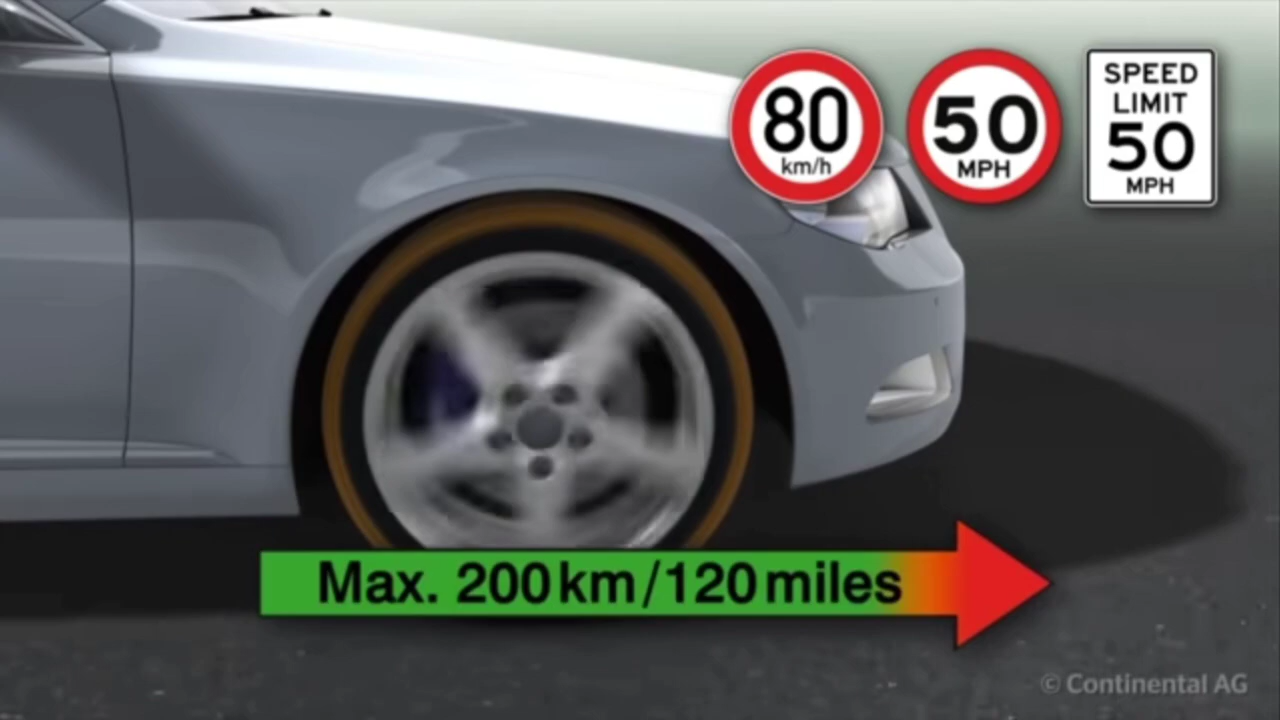 80
km/h
50
MPH
SPEED
LIMIT
50
MPH
Max. 200 km/120 miles
© Continental AG